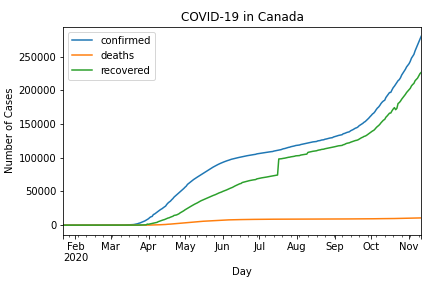 COVID-19 in Canada
confirmed
deaths
recovered
Number of Cases
250000
200000
150000
100000
50000
0
Feb Mar Apr May Jun Jul Aug Sep Oct Nov
2020
Day